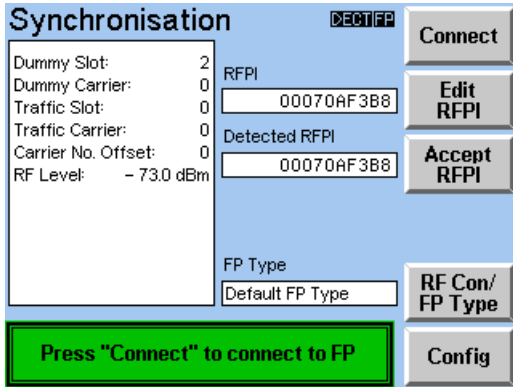 Synchronisation
DECT FP
Dummy Slot: 2
Dummy Carrier: 0
Traffic Slot: 0
Traffic Carrier: 0
Carrier No. Offset: 0
RF Level: - 73.0 dBm
RFPI
00070AF3B8
Detected RFPI
00070AF3B8
FP Type
Default FP Type
Connect
Edit
RFPI
Accept
RFPI
RF Con/
FP Type
Config
Press "Connect" to connect to FP